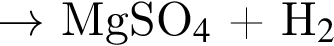 → MgSO₄ + H₂